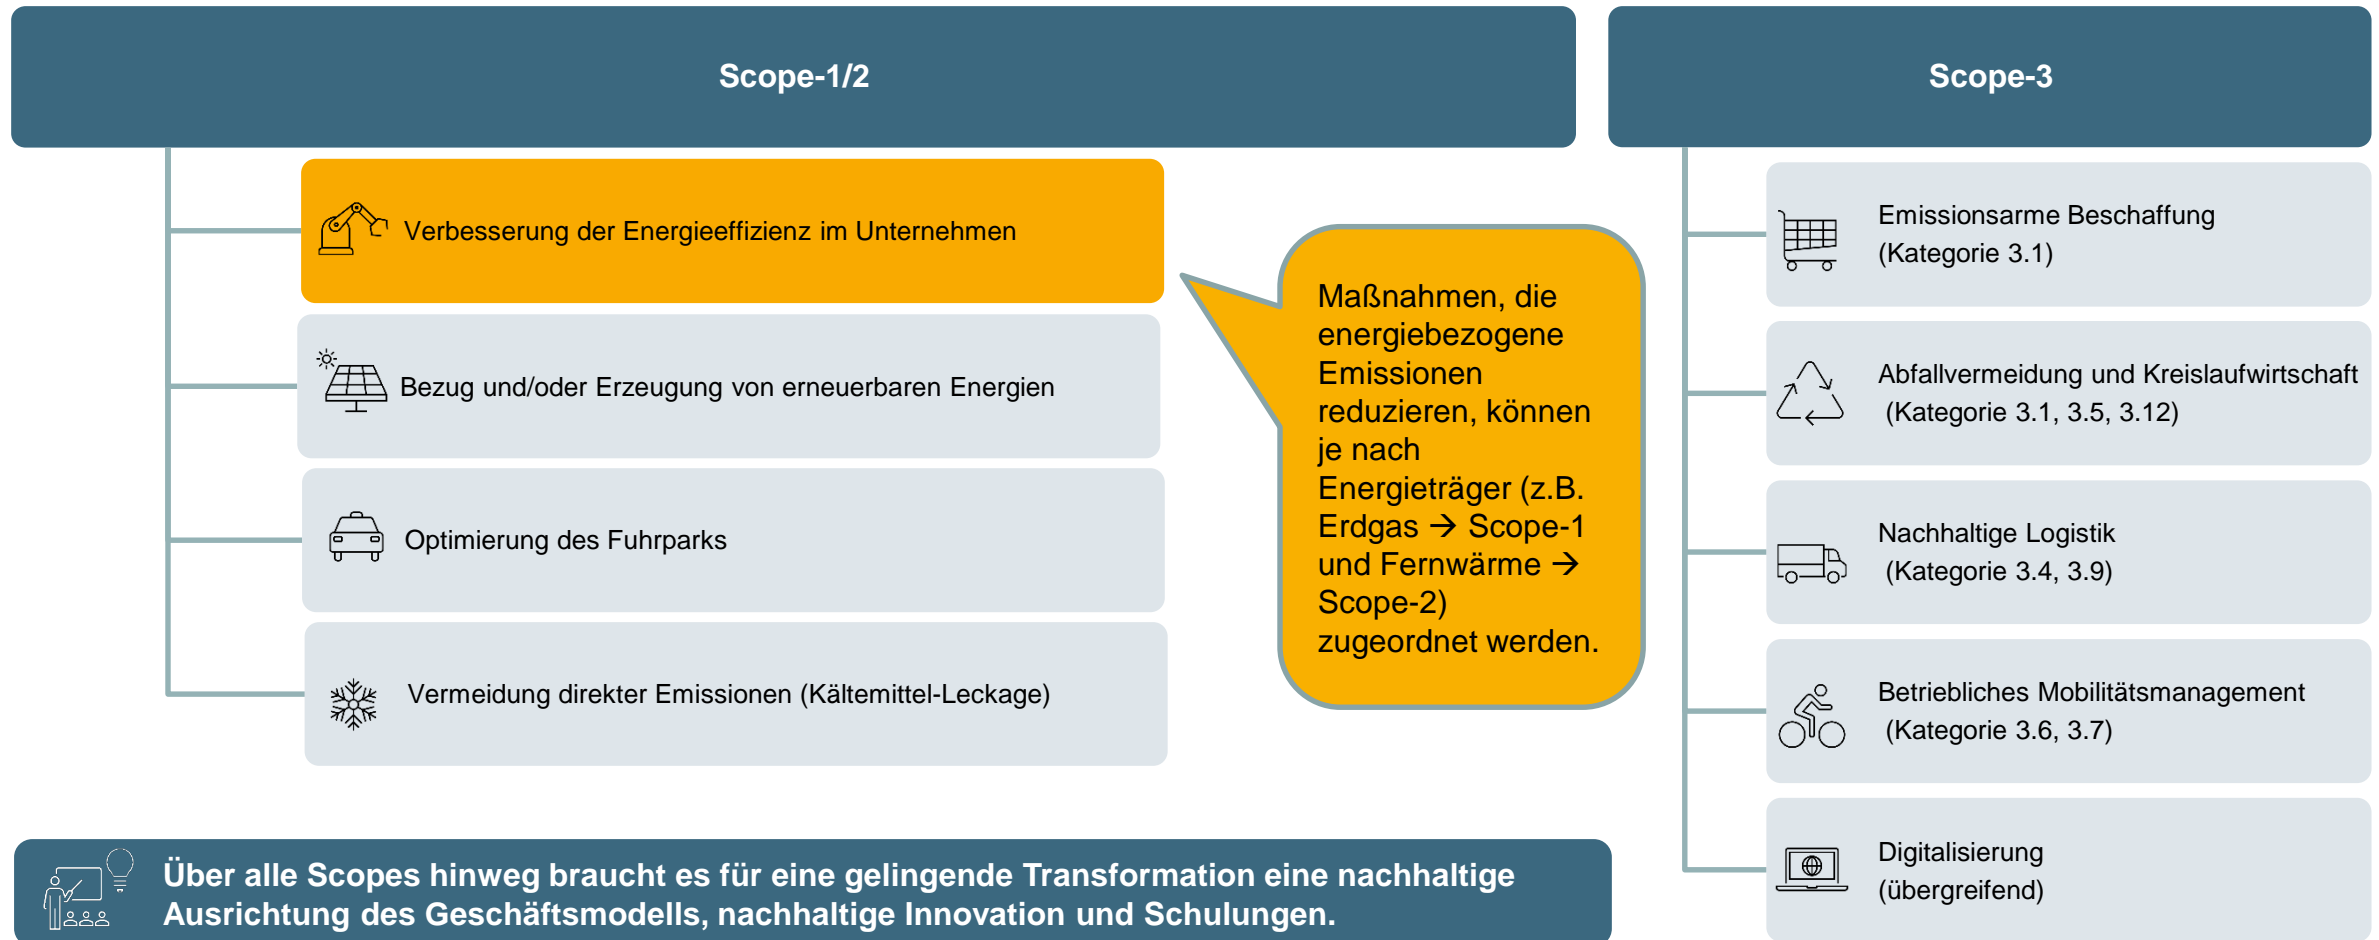 Scope-1/2
Verbesserung der Energieeffizienz im Unternehmen
Bezug und/oder Erzeugung von erneuerbaren Energien
Optimierung des Fuhrparks
Vermeidung direkter Emissionen (Kältemittel-Leckage)
Maßnahmen, die
energiebezogene
Emissionen
reduzieren, können
je nach
Energieträger (z.B.
Erdgas → Scope-1
und Fernwärme →
Scope-2)
zugeordnet werden.
Scope-3
Emissionsarme Beschaffung
(Kategorie 3.1)
Abfallvermeidung und Kreislaufwirtschaft
(Kategorie 3.1, 3.5, 3.12)
Nachhaltige Logistik
(Kategorie 3.4, 3.9)
Betriebliches Mobilitätsmanagement
(Kategorie 3.6, 3.7)
Digitalisierung
(übergreifend)
Über alle Scopes hinweg braucht es für eine gelingende Transformation eine nachhaltige
Ausrichtung des Geschäftsmodells, nachhaltige Innovation und Schulungen.